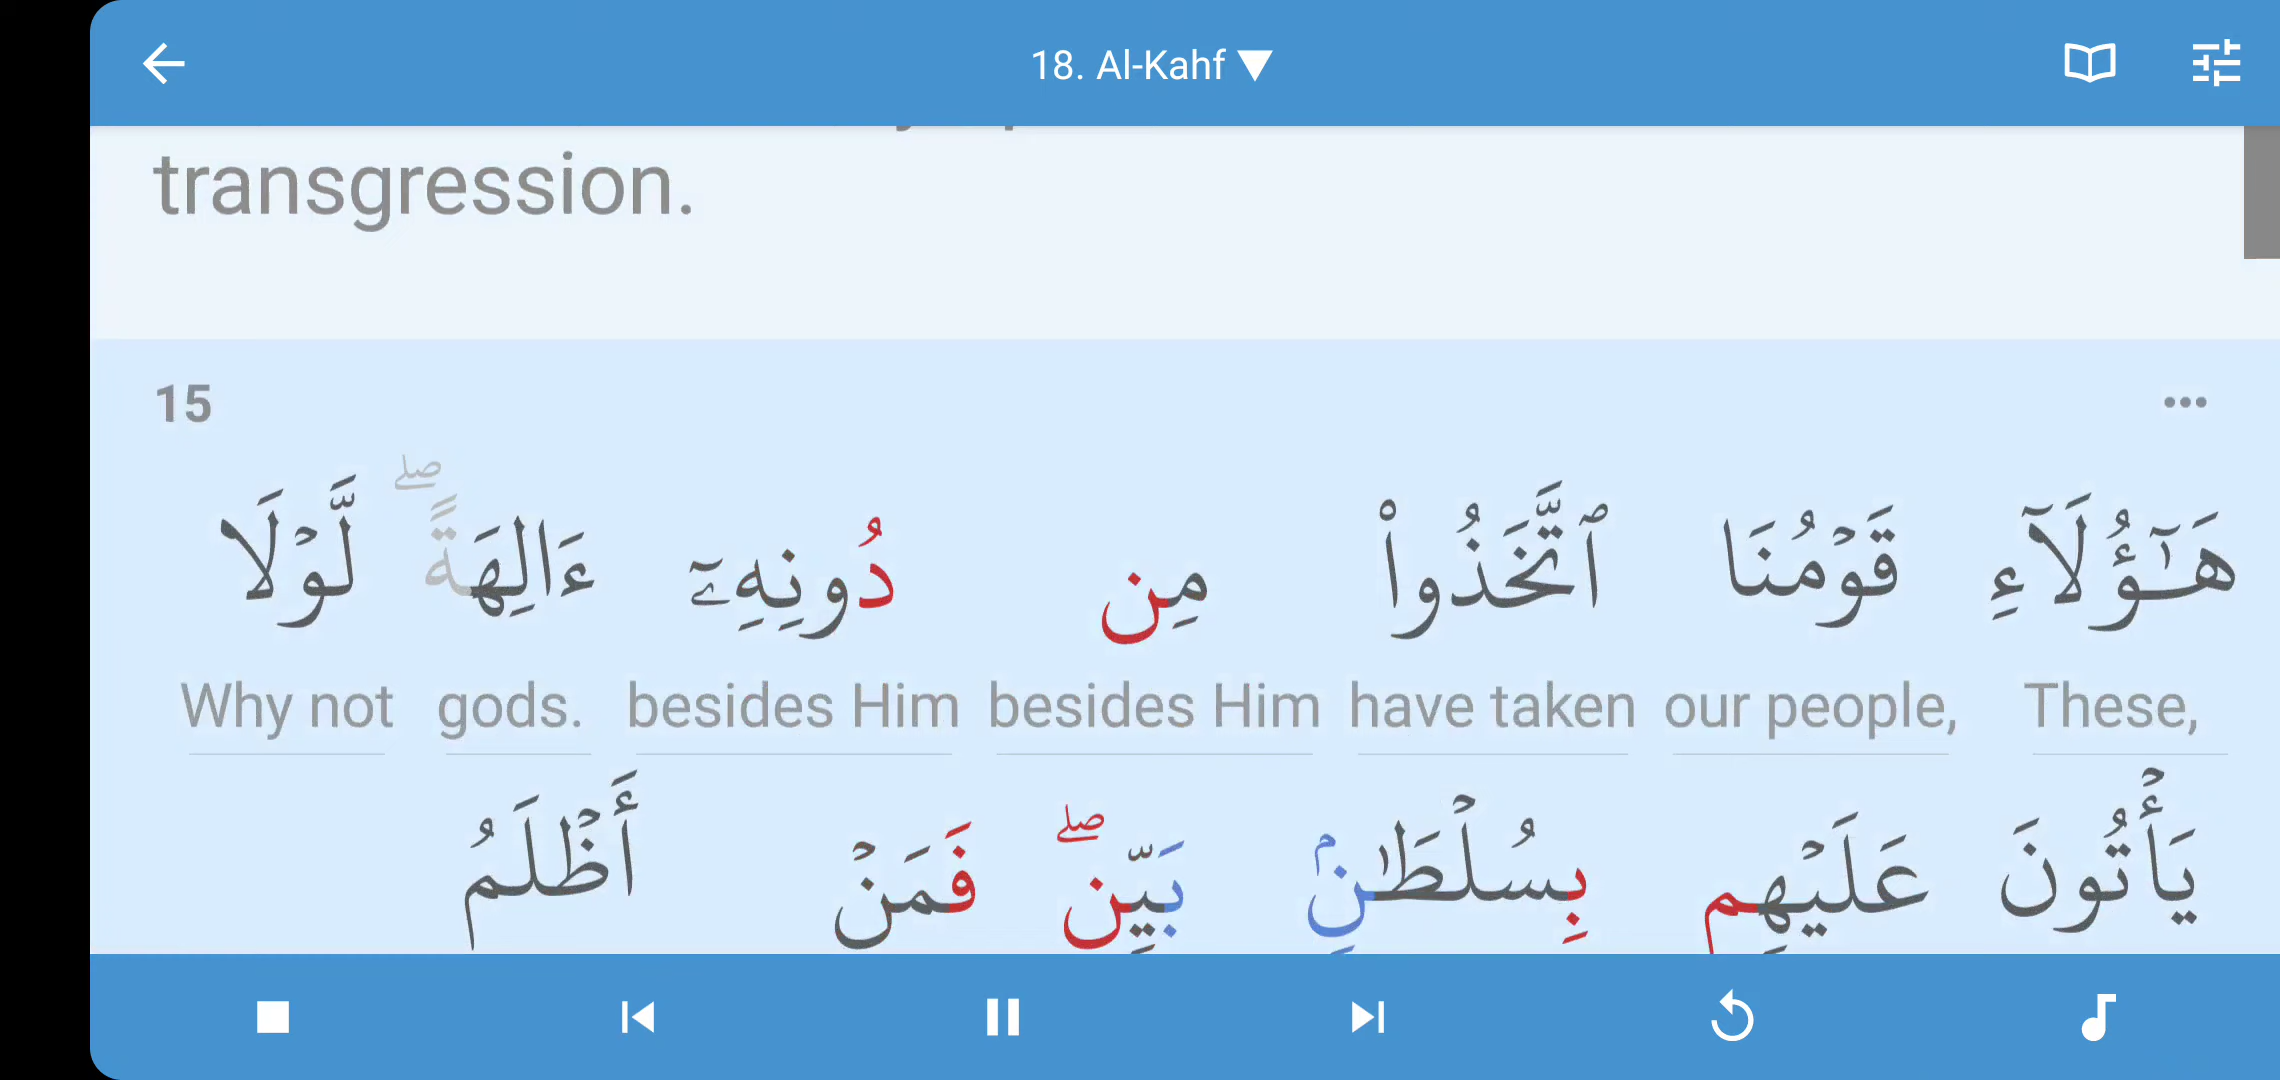 18. Al-Kahf
transgression.
15
هَٰٓؤُلَآءِ قَوۡمُنَا ٱتَّخَذُواْ مِن دُونِهِۦٓ ءَالِهَةٗۖ لَّوۡلَا
These, our people, have taken besides Him besides Him gods. Why not
يَأۡتُونَ عَلَيۡهِم بِسُلۡطَٰنِۭ بَيِّنٖۖ فَمَنۡ أَظۡلَمُ